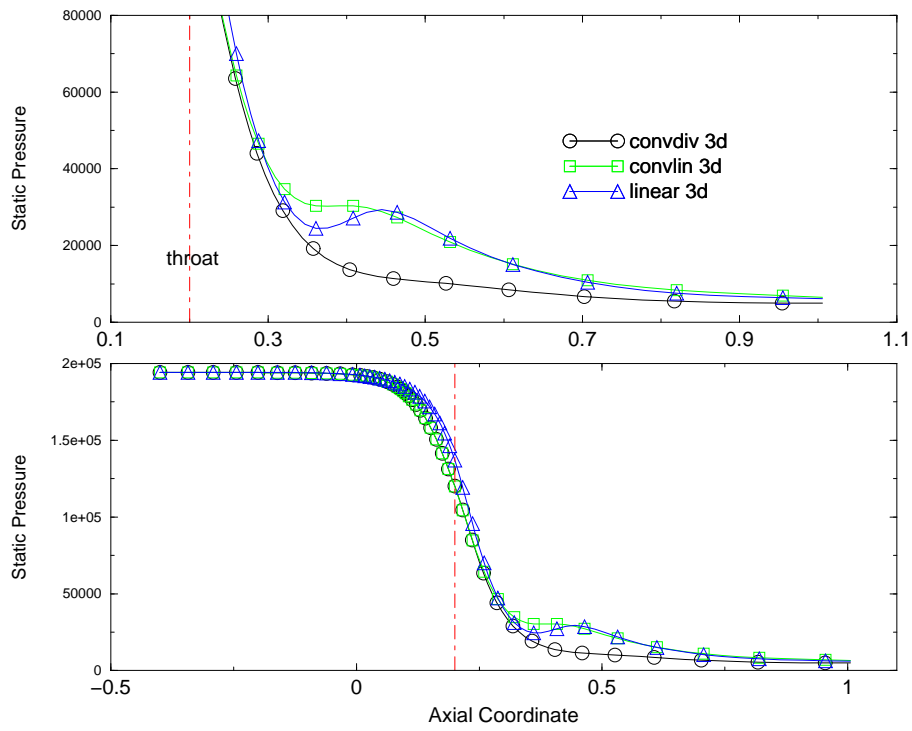 80000
60000
40000
20000
0
Static Pressure
convdiv 3d
convlin 3d
linear 3d
throat
0.1 0.3 0.5 0.7 0.9 1.1
2e+05
1.5e+05
1e+05
50000
0
Static Pressure
−0.5 0 0.5 1
Axial Coordinate